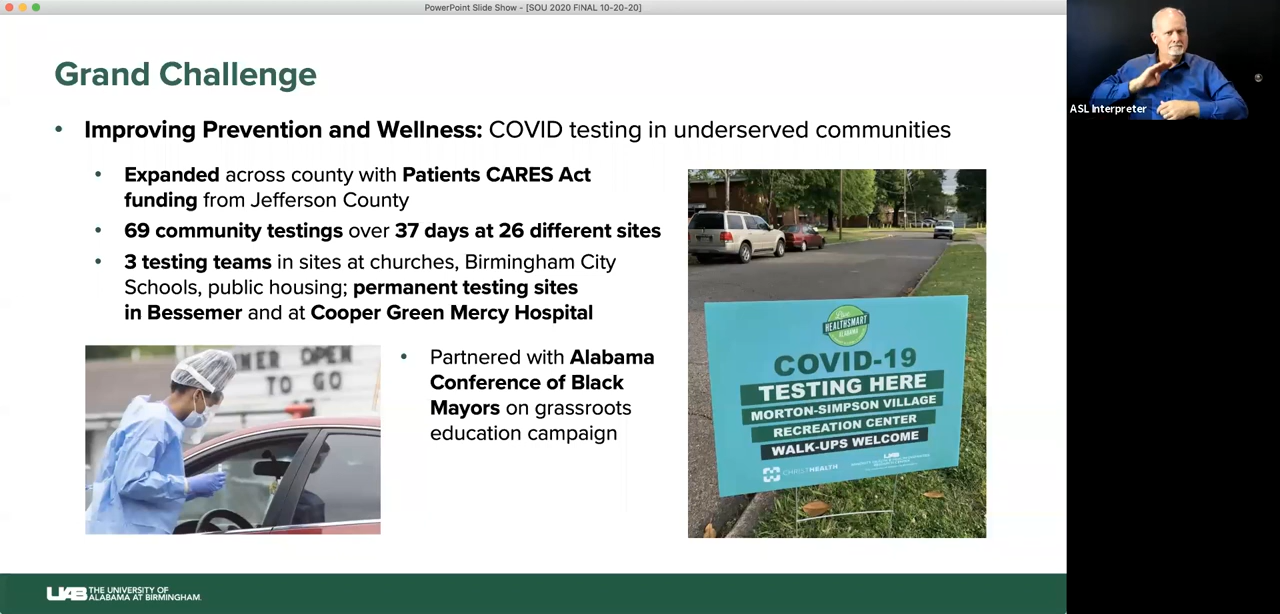 PowerPoint Slide Show - [SOU 2020 FINAL 10-20-20]
Grand Challenge
• Improving Prevention and Wellness: COVID testing in underserved communities
• Expanded across county with Patients CARES Act
funding from Jefferson County
• 69 community testings over 37 days at 26 different sites
• 3 testing teams in sites at churches, Birmingham City
Schools, public housing; permanent testing sites
in Bessemer and at Cooper Green Mercy Hospital
• Partnered with Alabama
Conference of Black
Mayors on grassroots
education campaign
NER OPEN
TO GO
Live
HEALTHSMART
ALABAMA
COVID-19
TESTING HERE
MORTON-SIMPSON VILLAGE
RECREATION CENTER
WALK-UPS WELCOME
CHRISTHEALTH
UAB
UAB THE UNIVERSITY OF
ALABAMA AT BIRMINGHAM.
ASL Interpreter